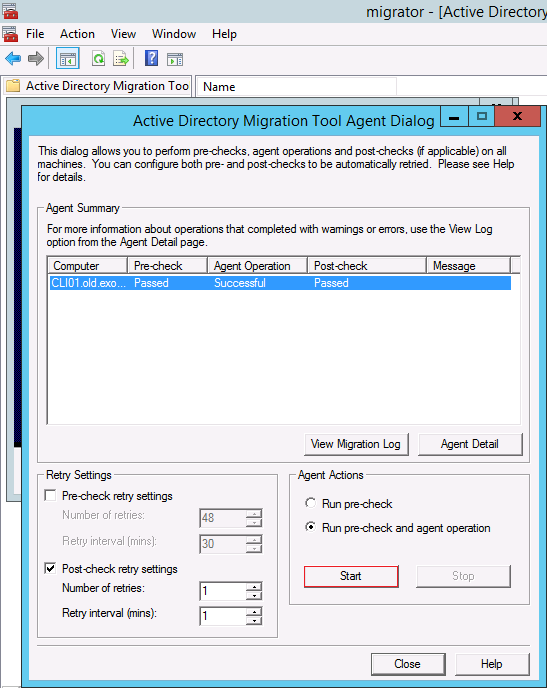 migrator - [Active Directory
File Action View Window Help
Active Directory Migration Too
Name
Active Directory Migration Tool Agent Dialog
This dialog allows you to perform pre-checks, agent operations and post-checks (if applicable) on all
machines. You can configure both pre- and post-checks to be automatically retried. Please see Help
for details.
Agent Summary
For more information about operations that completed with warnings or errors, use the View Log
option from the Agent Detail page.
Computer Pre-check Agent Operation Post-check Message
CLI01.old.exo... Passed Successful Passed
View Migration Log Agent Detail
Retry Settings
Pre-check retry settings
Number of retries: 48
Retry interval (mins): 30
Post-check retry settings
Number of retries: 1
Retry interval (mins): 1
Agent Actions
Run pre-check
Run pre-check and agent operation
Start Stop
Close Help